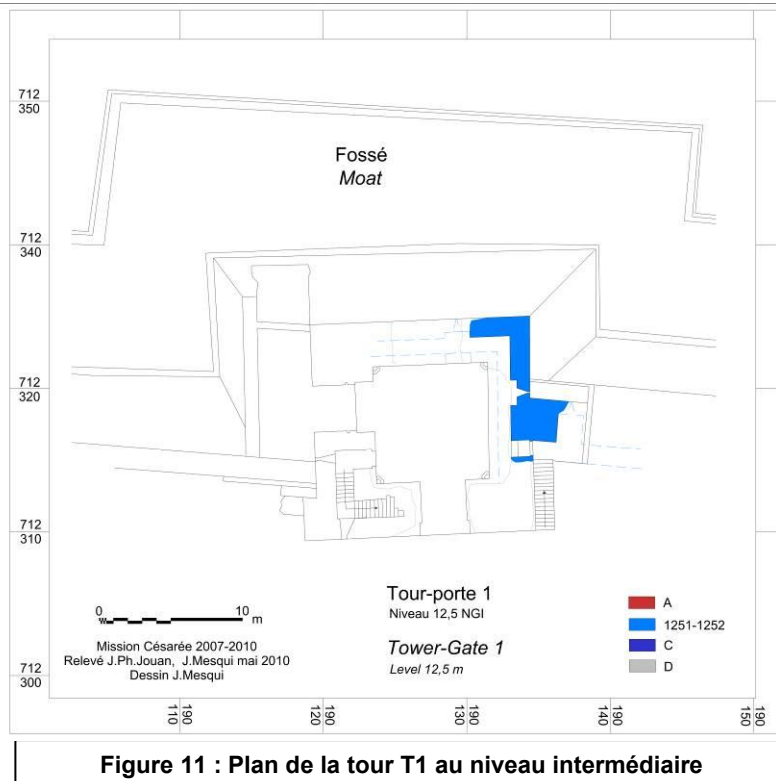 712
350
Fossé
Moat
712
340
712
320
712
320
712
310
712
300
Tour-porte 1
Niveau 12,5 NGI
Tower-Gate 1
Level 12,5 m
0
10
m
Mission Césarée 2007-2010
Relevé J.Ph.Jouan, J.Mesqui mai 2010
Dessin J.Mesqui
A
1251-1252
C
D
190
110
190
120
190
130
190
140
190
150
Figure 11 : Plan de la tour T1 au niveau intermédiaire